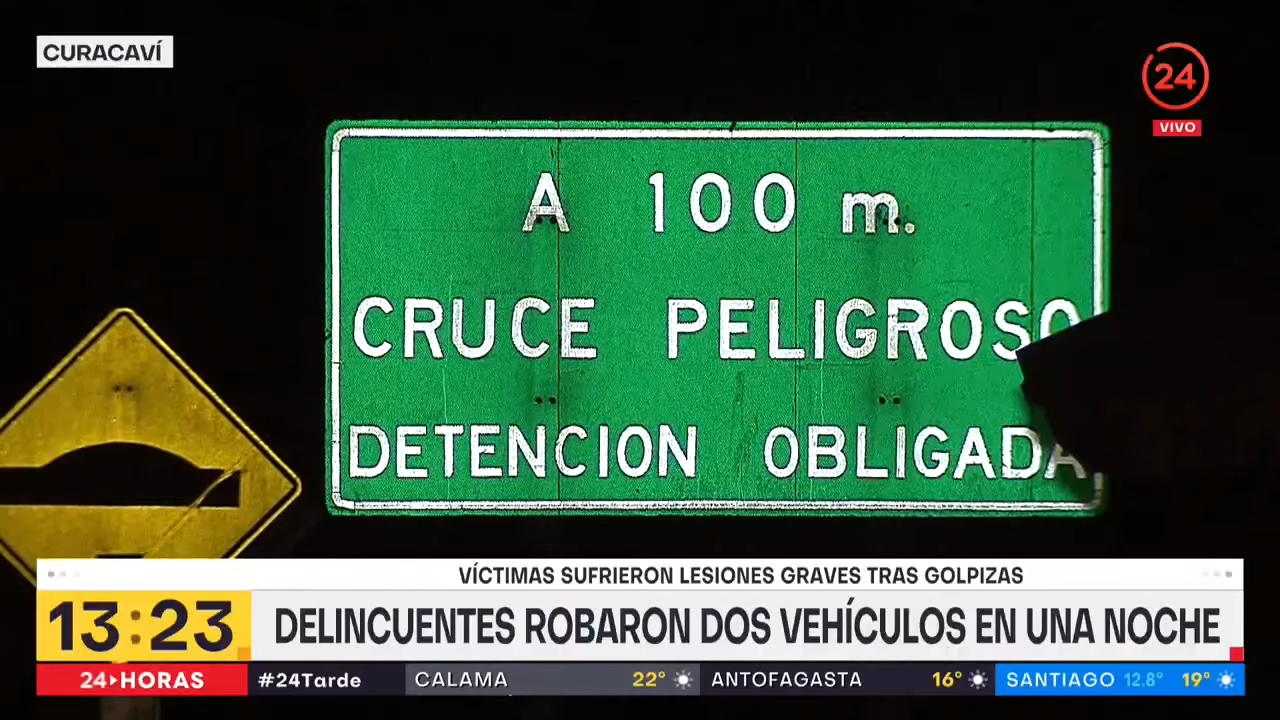 CURACAVÍ
24
VIVO
A 100 m.
CRUCE PELIGROSO
DETENCION OBLIGADA
VÍCTIMAS SUFRIERON LESIONES GRAVES TRAS GOLPIZAS
13:23
DELINCUENTES ROBARON DOS VEHÍCULOS EN UNA NOCHE
24 HORAS
#24Tarde
CALAMA 22°
ANTOFAGASTA 16°
SANTIAGO 12.8° 19°